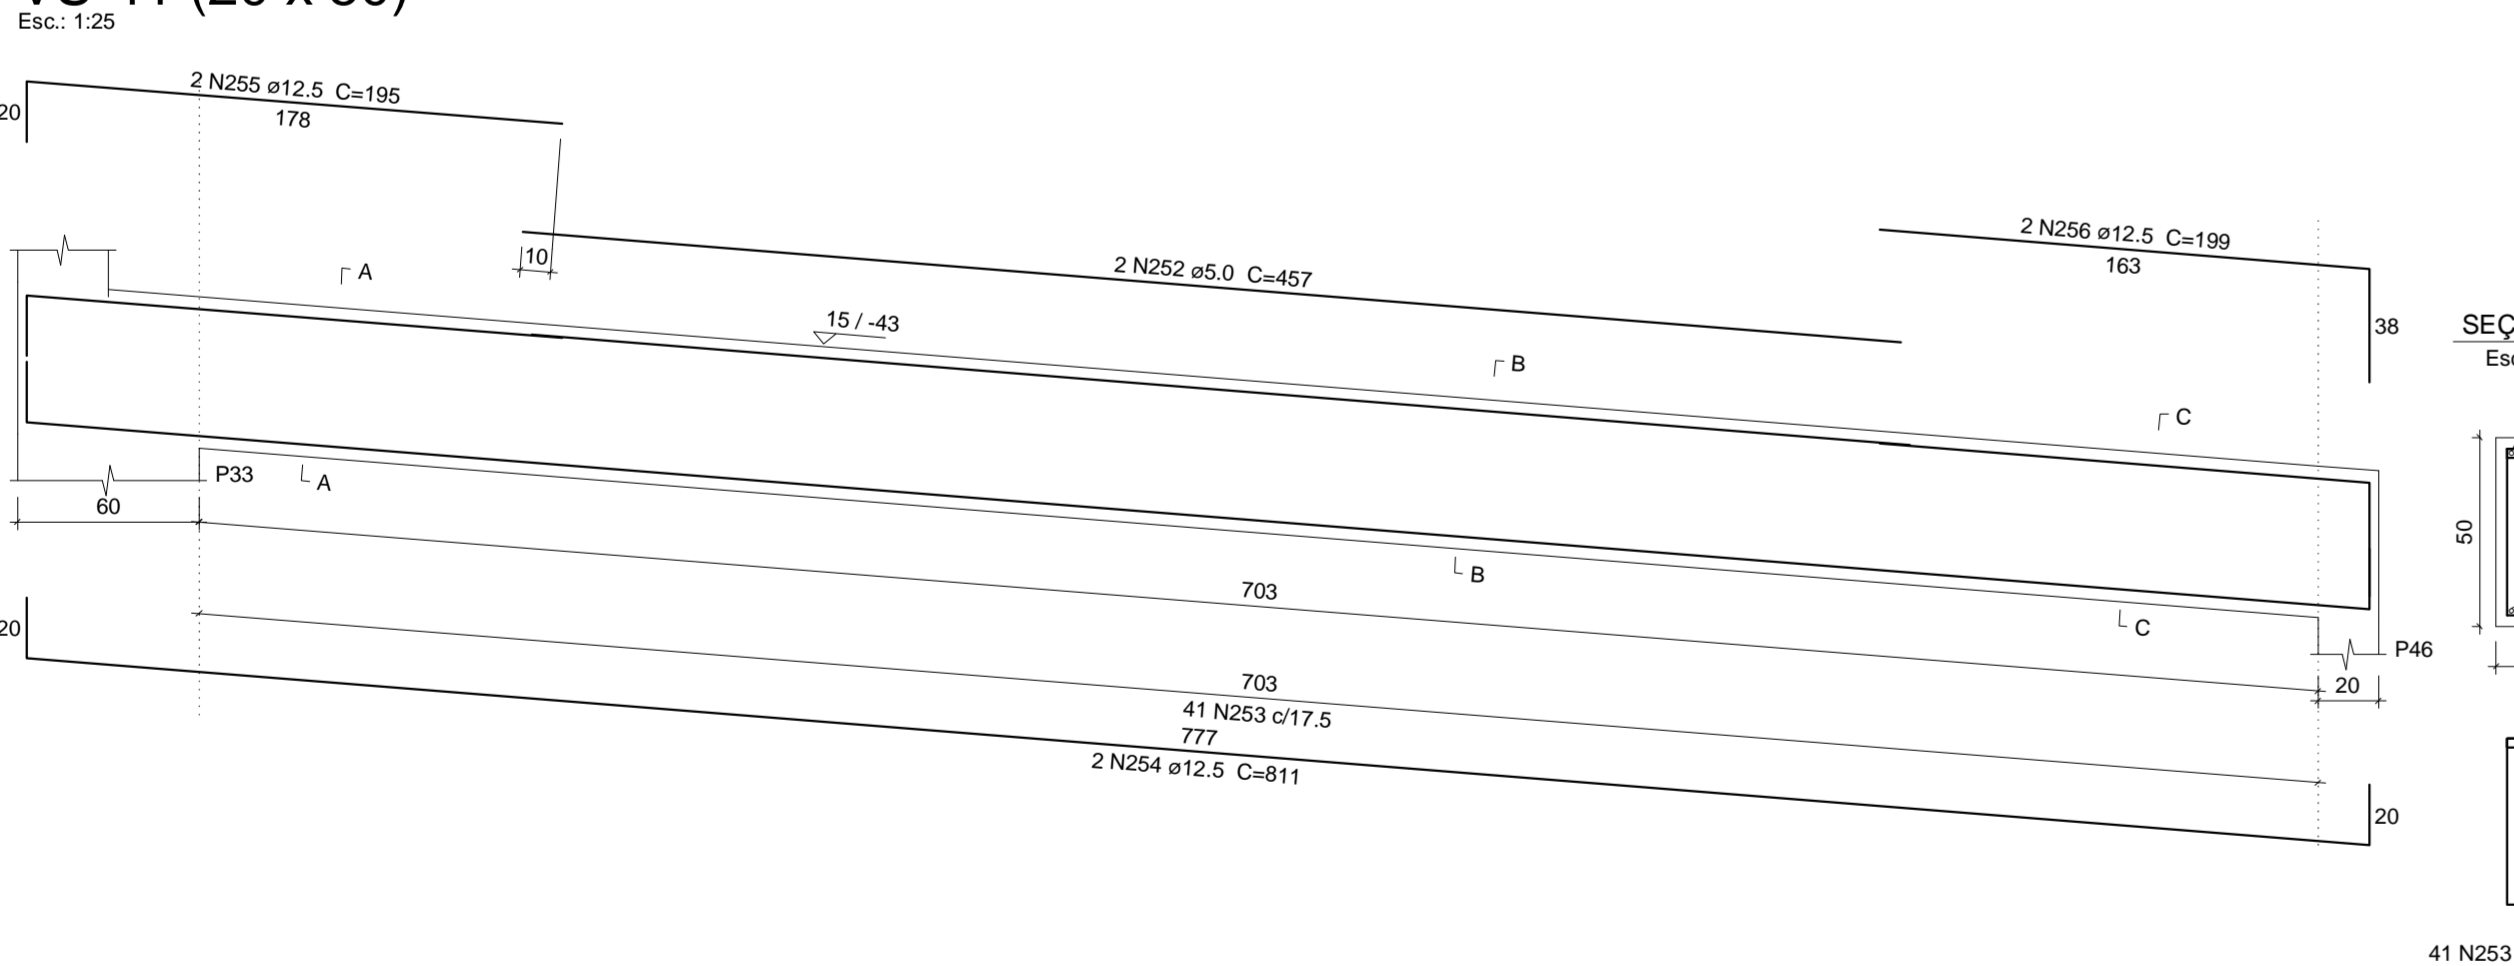 Esc.: 1:25
2 N255 ø12.5 C=195
178
20
10
2 N252 ø5.0 C=457
2 N256 ø12.5 C=199
163
38
A
15 / -43
B
C
P33
A
60
B
C
703
P46
20
20
703
41 N253 c/17.5
777
2 N254 ø12.5 C=811
20
50
41 N253